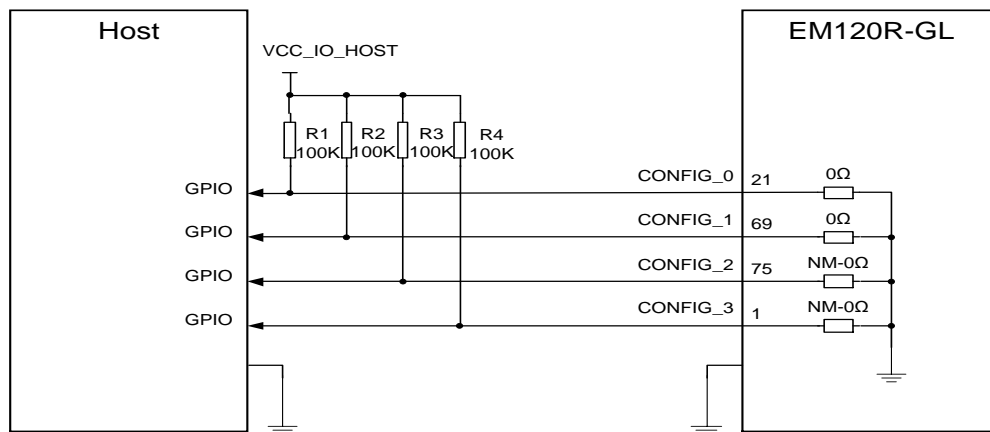 Host
EM120R-GL
VCC_IO_HOST
R1
R2
R3
R4
100K
100K
100K
100K
GPIO
CONFIG_0
21
0Ω
GPIO
CONFIG_1
69
0Ω
GPIO
CONFIG_2
75
NM-0Ω
GPIO
CONFIG_3
1
NM-0Ω